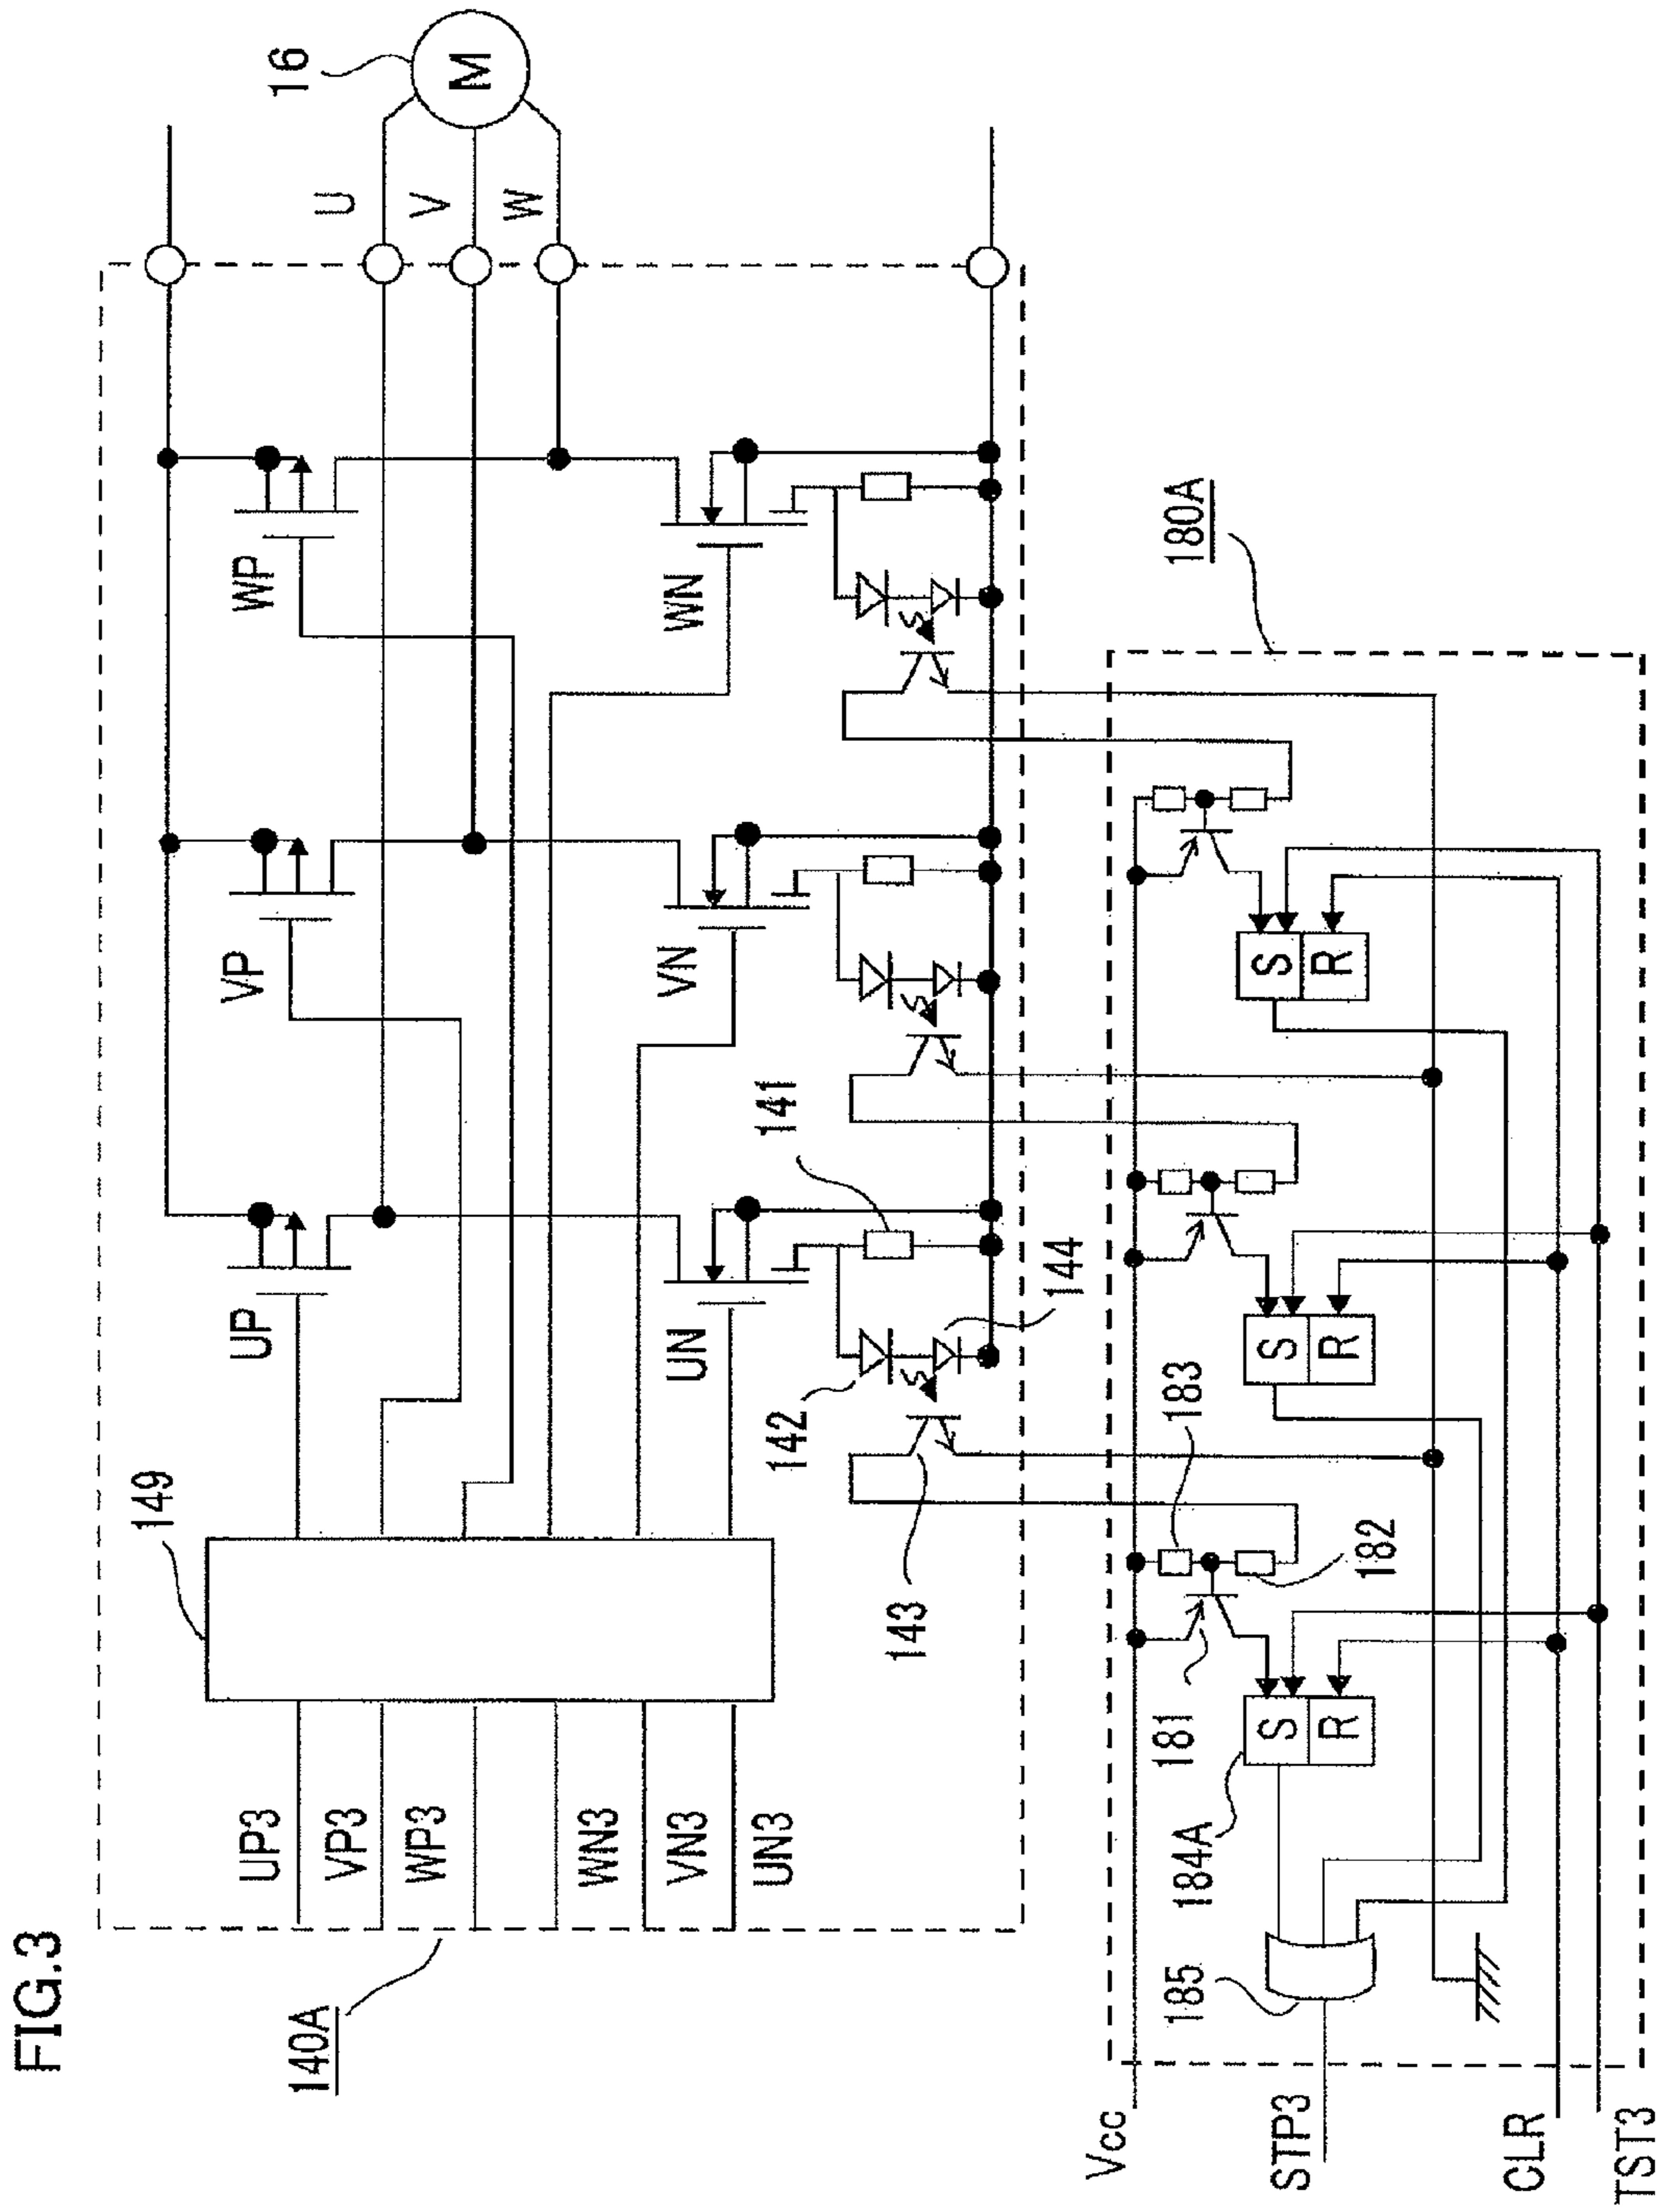 FIG.3
140A
149
UP3
VP3
WP3
WN3
VN3
UN3
UP
VP
WP
UN
VN
WN
U
V
W
M
16
141
142
143
144
180A
Vcc
STP3
CLR
TST3
185
184A
181
182
183
S
R
S
R
S
R